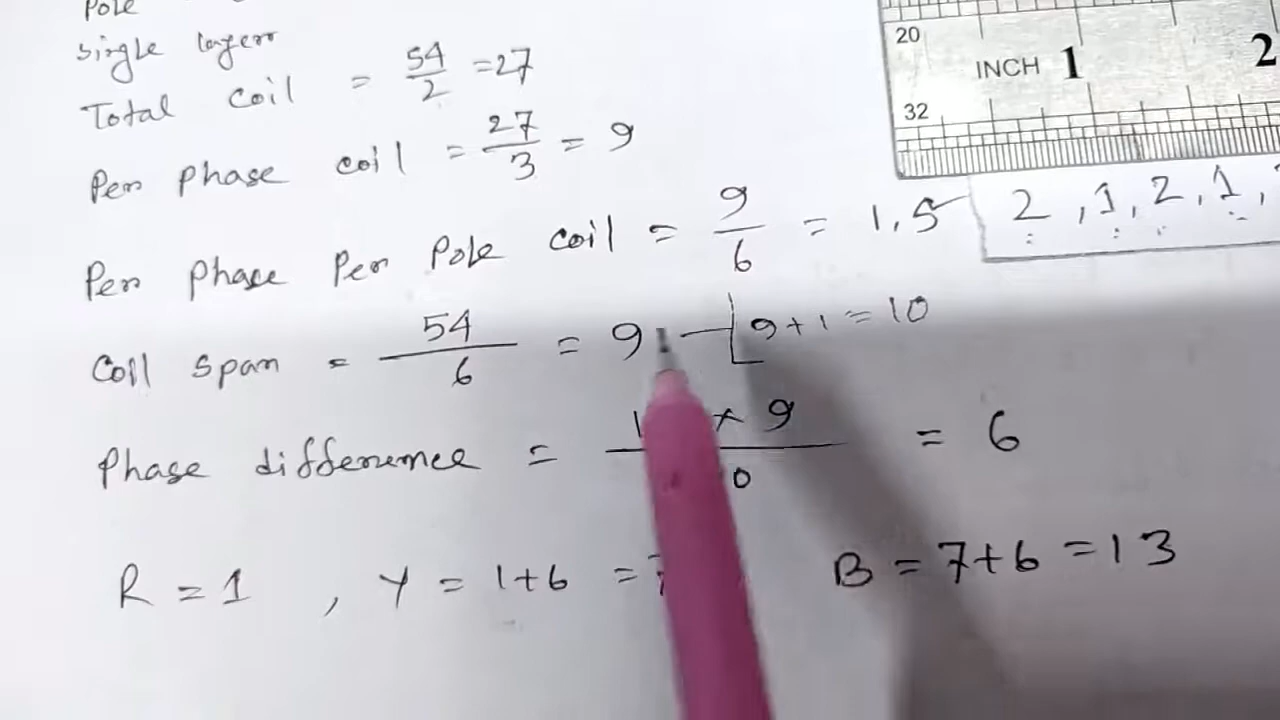 Pole
Single layer
Total coil = 54/2 = 27
Per phase coil = 27/3 = 9
Per phase Per Pole coil = 9/6 = 1.5
2, 1, 2, 1,
Coil span = 54/6 = 9 — 9+1 = 10
Phase difference = × 9 = 6
R = 1, Y = 1+6 = B = 7+6 = 13
20
INCH 1 2
32